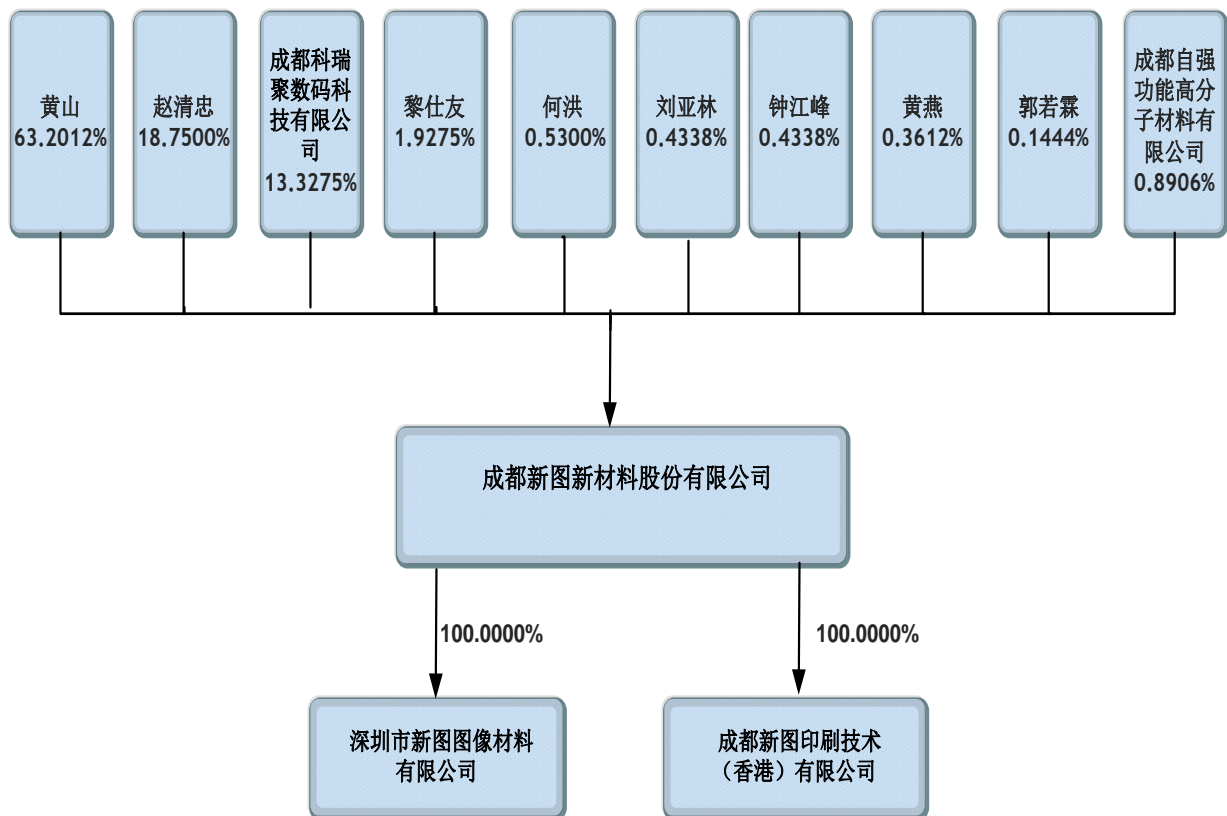 黄山
63.2012%
赵清忠
18.7500%
成都科瑞
聚数码科
技有限公
司
13.3275%
黎仕友
1.9275%
何洪
0.5300%
刘亚林
0.4338%
钟江峰
0.4338%
黄燕
0.3612%
郭若霖
0.1444%
成都自强
功能高分
子材料有
限公司
0.8906%
成都新图新材料股份有限公司
100.0000%
100.0000%
深圳市新图图像材料
有限公司
成都新图印刷技术
（香港）有限公司